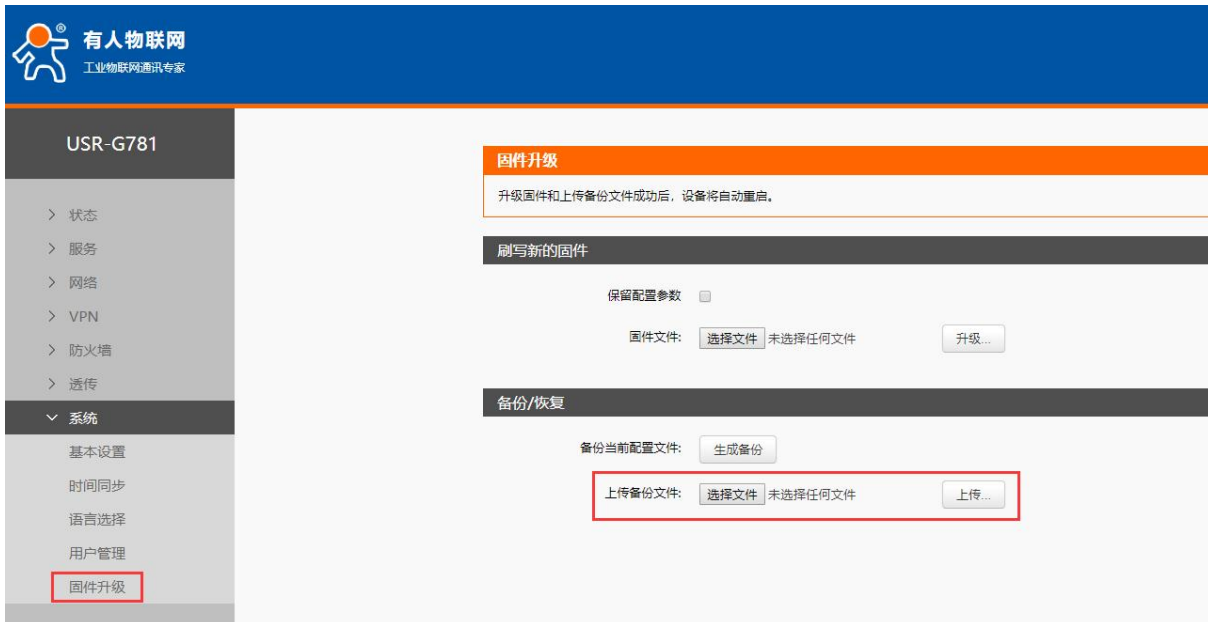 ®
有人物联网
工业物联网通讯专家
USR-G781
状态
服务
网络
VPN
防火墙
透传
系统
基本设置
时间同步
语言选择
用户管理
固件升级
固件升级
升级固件和上传备份文件成功后，设备将自动重启。
刷写新的固件
保留配置参数
固件文件: 选择文件 未选择任何文件 升级...
备份/恢复
备份当前配置文件: 生成备份
上传备份文件: 选择文件 未选择任何文件 上传...